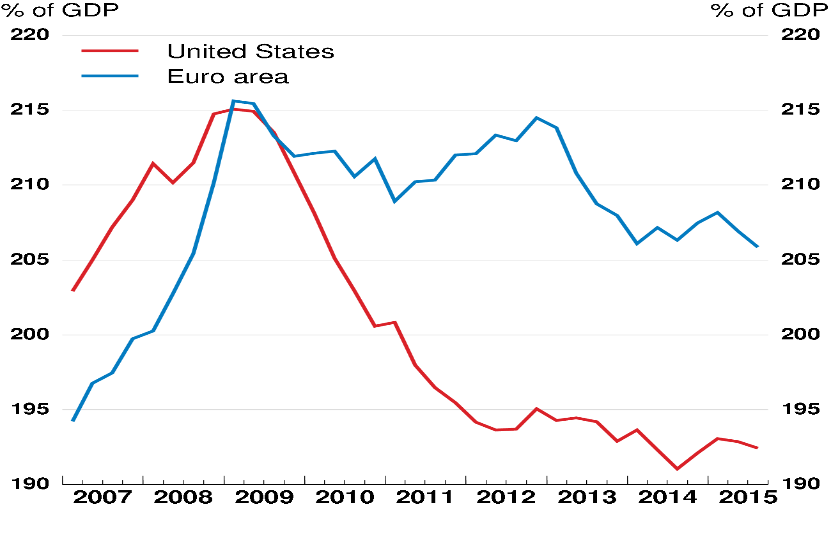 % of GDP % of GDP
220 220
United States
Euro area
215 215
210 210
205 205
200 200
195 195
190 190
2007 2008 2009 2010 2011 2012 2013 2014 2015